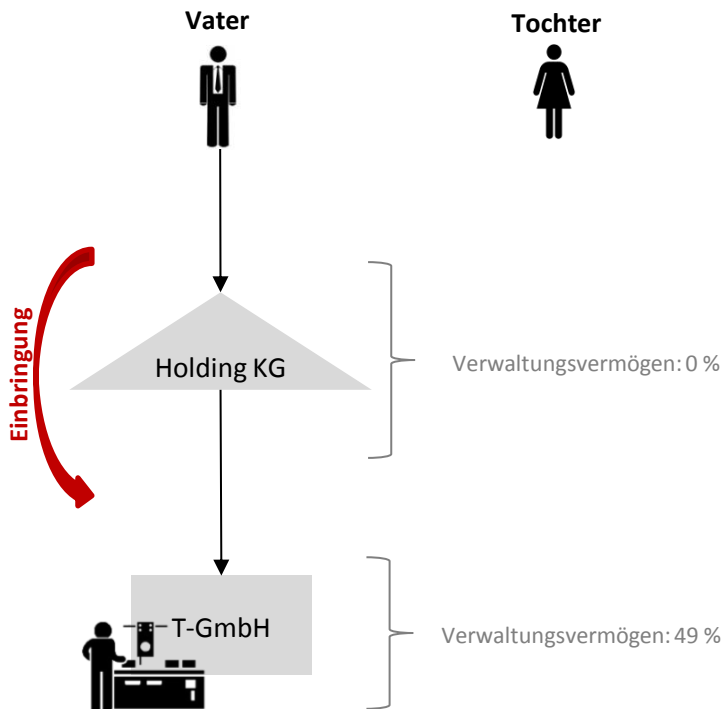 Vater
Tochter
Einbringung
Holding KG
Verwaltungsvermögen: 0 %
T-GmbH
Verwaltungsvermögen: 49 %